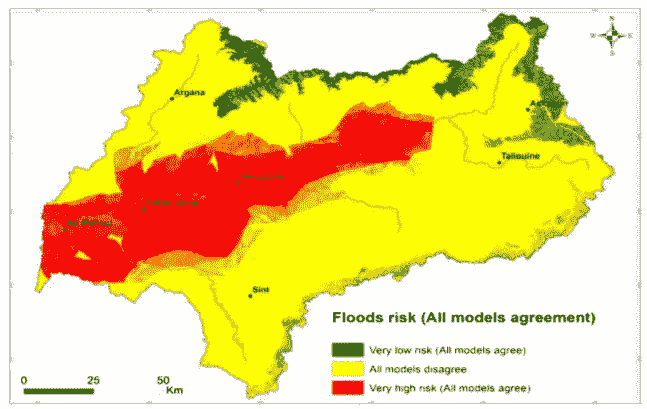 N
W E
S
Argana
Taliouine
Sint
Floods risk (All models agreement)
Very low risk (All models agree)
All models disagree
Very high risk (All models agree)
0 25 50
Km